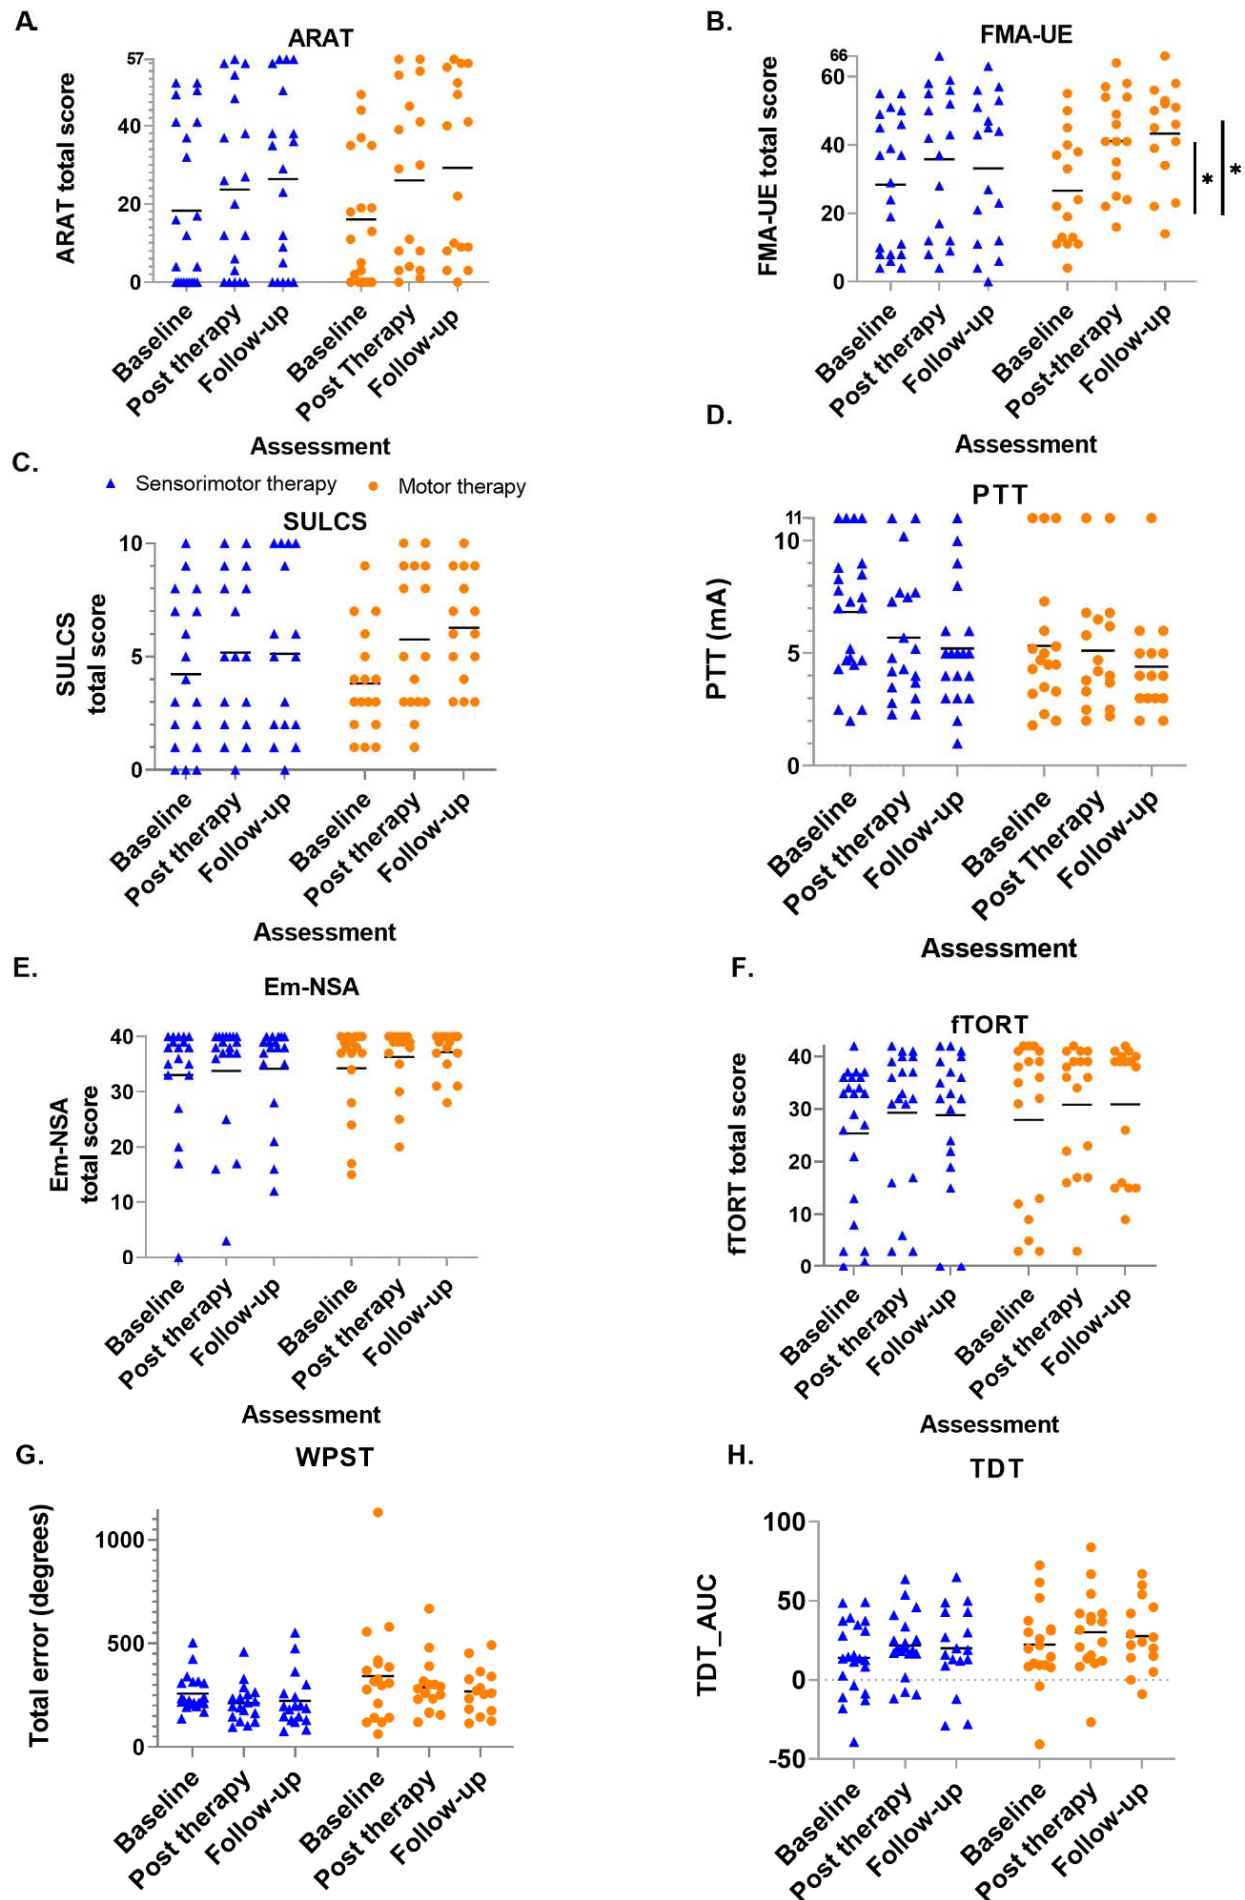 A.
ARAT
ARAT total score
57
40
20
0
Baseline
Post therapy
Follow-up
Baseline
Post Therapy
Follow-up
Assessment
B.
FMA-UE
FMA-UE total score
66
60
40
20
0
*
*
Baseline
Post therapy
Follow-up
Baseline
Post-therapy
Follow-up
Assessment
C.
Sensorimotor therapy
Motor therapy
SULCS
SULCS
total score
10
5
0
Baseline
Post therapy
Follow-up
Baseline
Post therapy
Follow-up
Assessment
D.
PTT
PTT (mA)
11
10
5
0
Baseline
Post therapy
Follow-up
Baseline
Post Therapy
Follow-up
Assessment
E.
Em-NSA
Em-NSA
total score
40
30
20
10
0
Baseline
Post therapy
Follow-up
Baseline
Post therapy
Follow-up
Assessment
F.
fTORT
fTORT total score
40
30
20
10
0
Baseline
Post therapy
Follow-up
Baseline
Post therapy
Follow-up
Assessment
G.
WPST
Total error (degrees)
1000
500
0
Baseline
Post therapy
Follow-up
Baseline
Post therapy
Follow-up
H.
TDT
TDT_AUC
100
50
0
-50
Baseline
Post therapy
Follow-up
Baseline
Post therapy
Follow-up